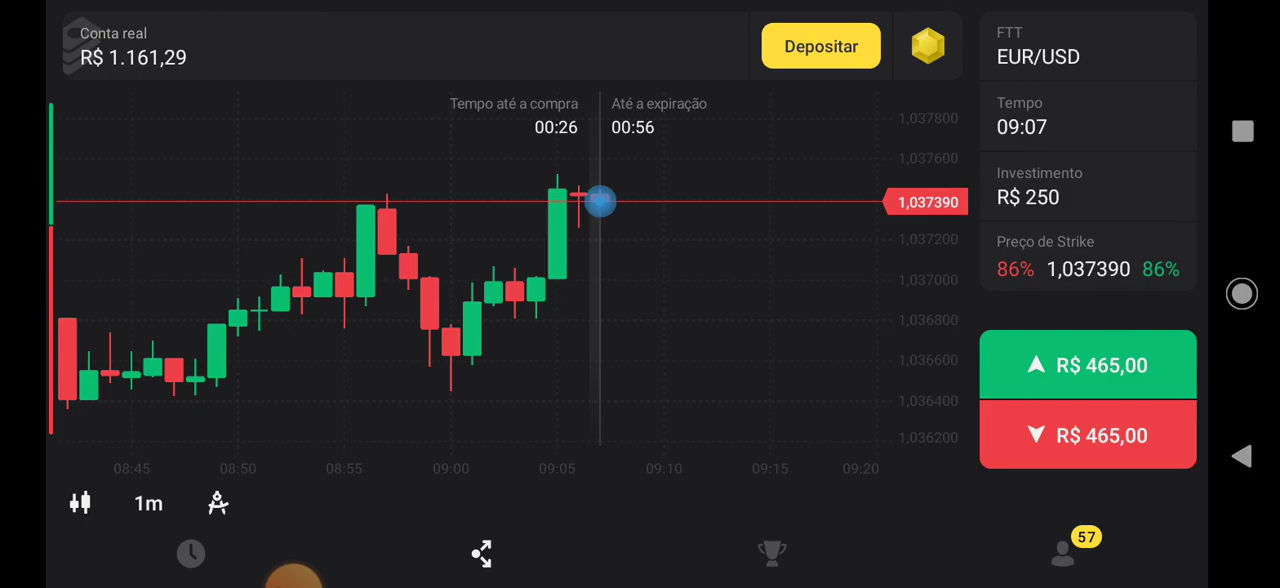 Conta real
R$ 1.161,29
Depositar
FTT
EUR/USD
Tempo
09:07
Investimento
R$ 250
Preço de Strike
86% 1,037390 86%
R$ 465,00
R$ 465,00
Tempo até a compra
00:26
Até a expiração
00:56
1,037800
1,037600
1,037390
1,037200
1,037000
1,036800
1,036600
1,036400
1,036200
08:45 08:50 08:55 09:00 09:05 09:10 09:15 09:20
1m
57